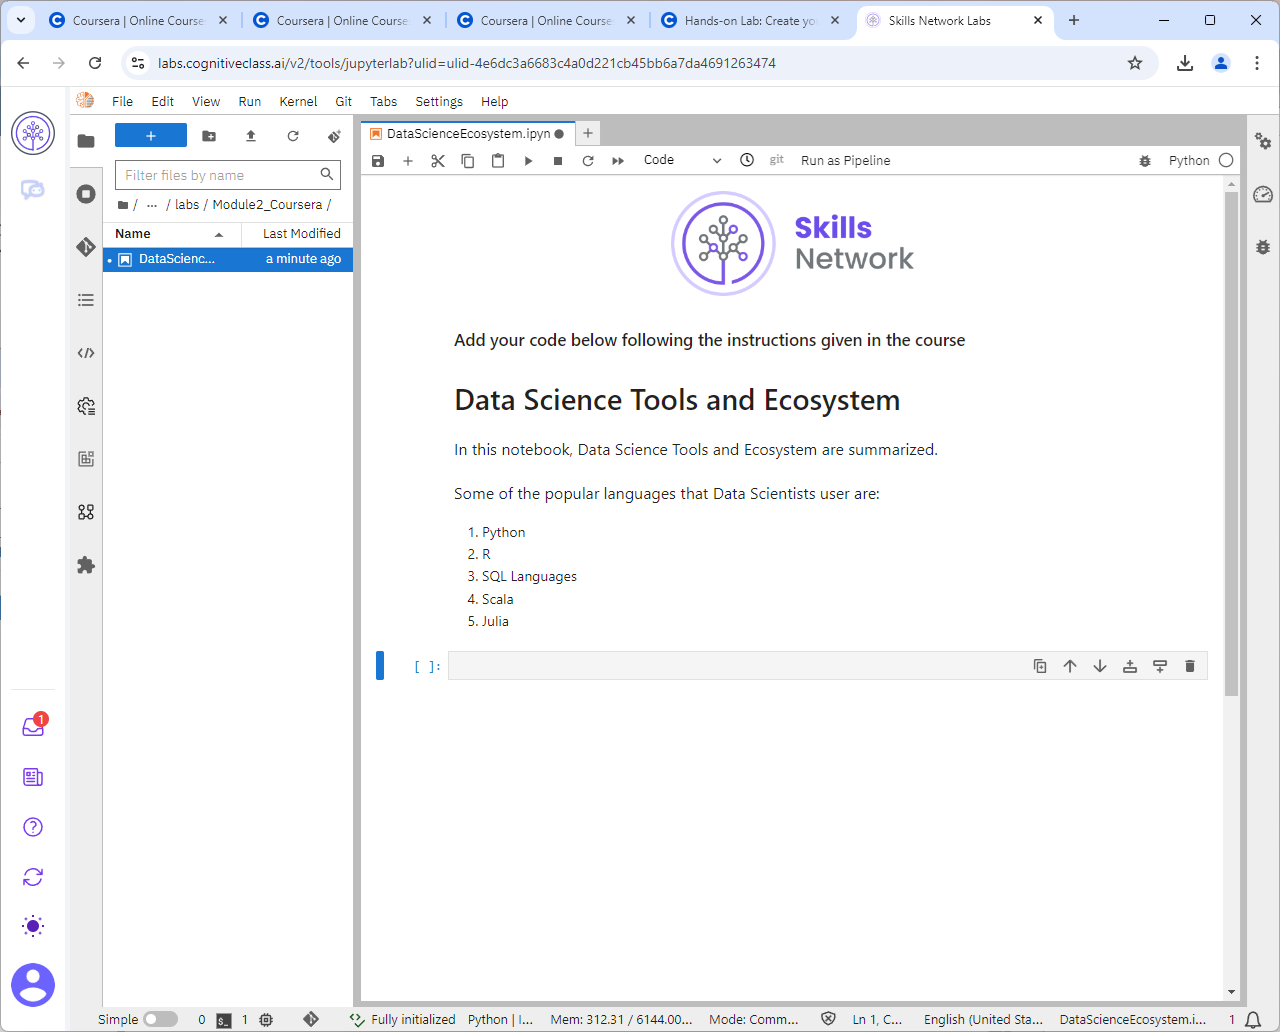 Coursera | Online Course
Coursera | Online Course
Coursera | Online Course
Hands-on Lab: Create yo
Skills Network Labs
labs.cognitiveclass.ai/v2/tools/jupyterlab?ulid=ulid-4e6dc3a6683c4a0d221cb45bb6a7da4691263474
File Edit View Run Kernel Git Tabs Settings Help
DataScienceEcosystem.ipyn
Filter files by name
Code
git
Run as Pipeline
Python
/ ... / labs / Module2_Coursera /
Name
Last Modified
DataScienc...
a minute ago
Skills
Network
Add your code below following the instructions given in the course
Data Science Tools and Ecosystem
In this notebook, Data Science Tools and Ecosystem are summarized.
Some of the popular languages that Data Scientists user are:
1. Python
2. R
3. SQL Languages
4. Scala
5. Julia
[ ]:
1
Simple
0
1
Fully initialized
Python | I...
Mem: 312.31 / 6144.00...
Mode: Comm...
Ln 1, C...
English (United Sta...
DataScienceEcosystem.i...
1